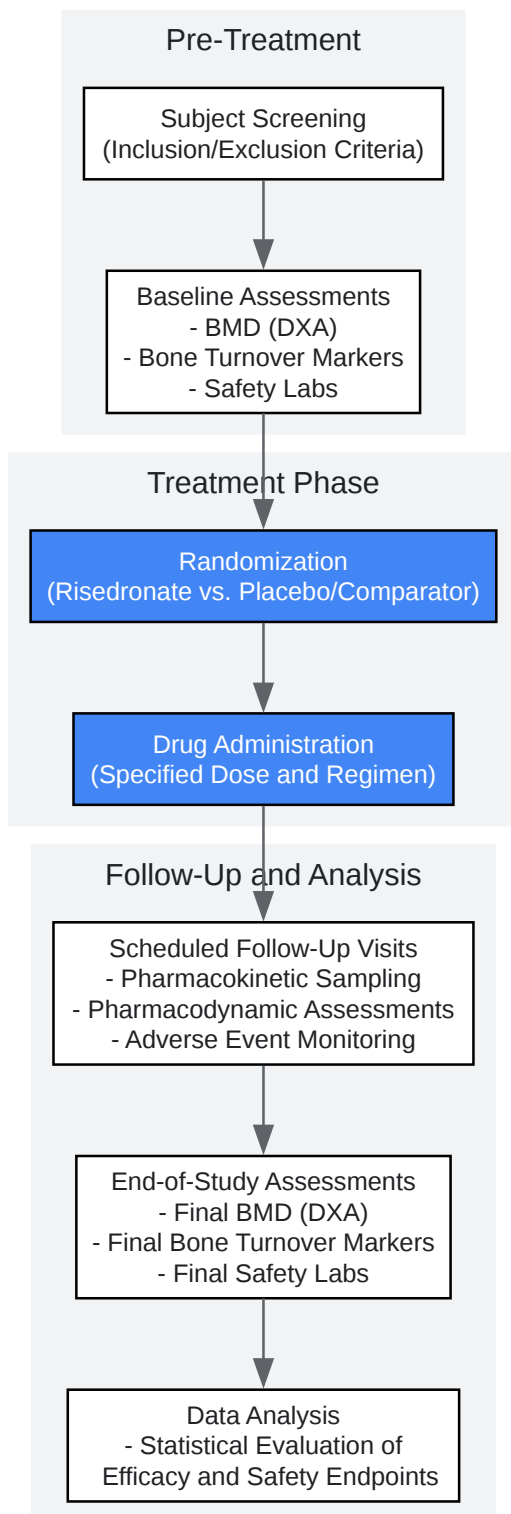 Pre-Treatment
Subject Screening
(Inclusion/Exclusion Criteria)
Baseline Assessments
- BMD (DXA)
- Bone Turnover Markers
- Safety Labs
Treatment Phase
Randomization
(Risedronate vs. Placebo/Comparator)
Drug Administration
(Specified Dose and Regimen)
Follow-Up and Analysis
Scheduled Follow-Up Visits
- Pharmacokinetic Sampling
- Pharmacodynamic Assessments
- Adverse Event Monitoring
End-of-Study Assessments
- Final BMD (DXA)
- Final Bone Turnover Markers
- Final Safety Labs
Data Analysis
- Statistical Evaluation of
Efficacy and Safety Endpoints